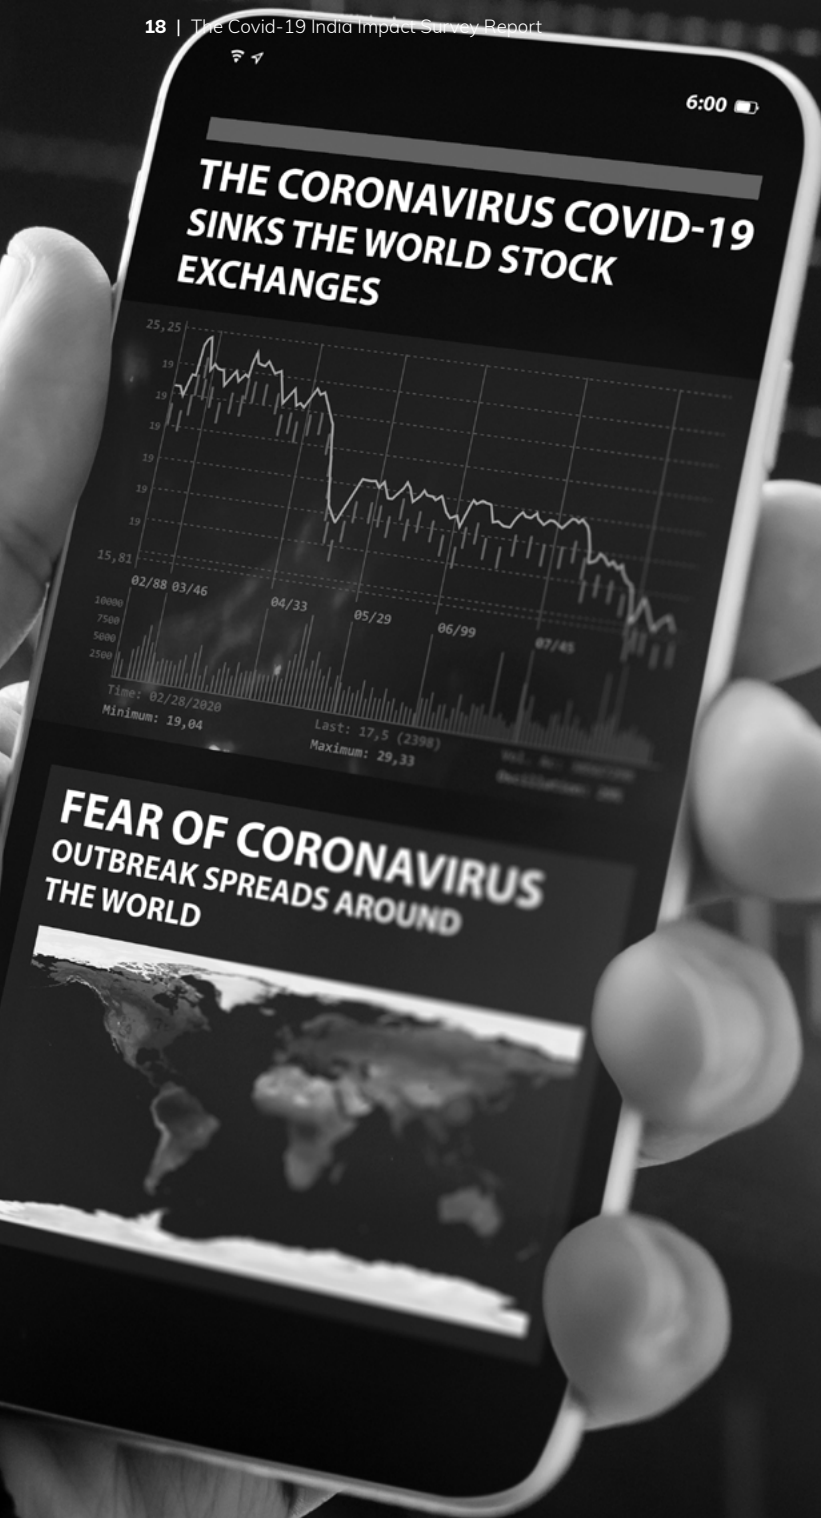 18 | The Covid-19 India Impact Survey Report
6:00
THE CORONAVIRUS COVID-19
SINKS THE WORLD STOCK
EXCHANGES
25,25
19
19
19
19
19
19
15,81
02/88 03/46
04/33
05/29
06/99
07/45
10000
7500
5000
2500
Time: 02/28/2020
Minimum: 19,04
Last: 17,5 (2398)
Maximum: 29,33
FEAR OF CORONAVIRUS
OUTBREAK SPREADS AROUND
THE WORLD